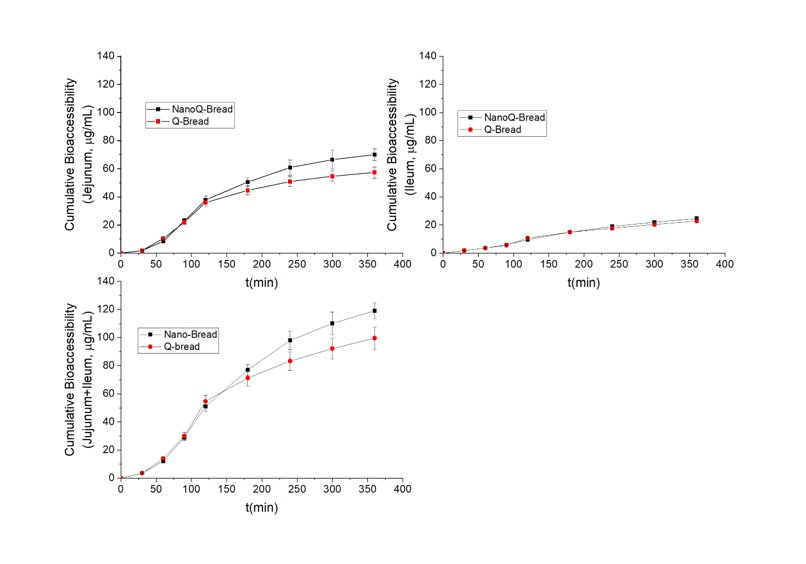 140
120
100
80
60
40
20
0
Cumulative Bioaccessibility
(Jejunum, µg/mL)
NanoQ-Bread
Q-Bread
0 50 100 150 200 250 300 350 400
t(min)
140
120
100
80
60
40
20
0
Cumulative Bioaccessibility
(Ileum, µg/mL)
NanoQ-Bread
Q-Bread
0 50 100 150 200 250 300 350 400
t(min)
140
120
100
80
60
40
20
0
Cumulative Bioaccessibility
(Jujunum+Ileum, µg/mL)
Nano-Bread
Q-bread
0 50 100 150 200 250 300 350 400
t(min)